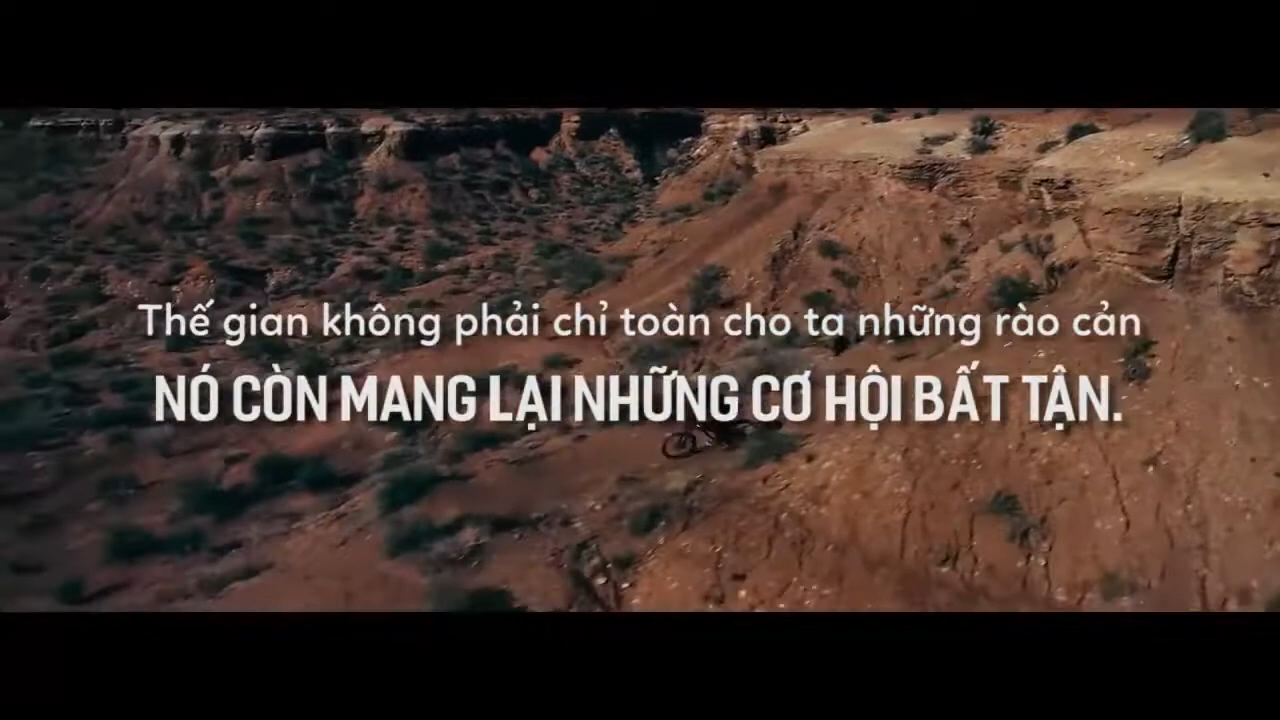 Thế gian không phải chỉ toàn cho ta những rào cản
NÓ CÒN MANG LẠI NHỮNG CƠ HỘI BẤT TẬN.